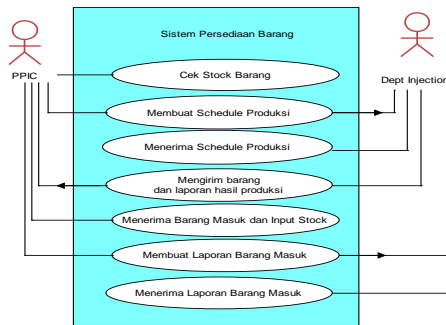 Sistem Persediaan Barang
PPIC
Dept Injection
Cek Stock Barang
Membuat Schedule Produksi
Menerima Schedule Produksi
Mengirim barang
dan laporan hasil produksi
Menerima Barang Masuk dan Input Stock
Membuat Laporan Barang Masuk
Menerima Laporan Barang Masuk